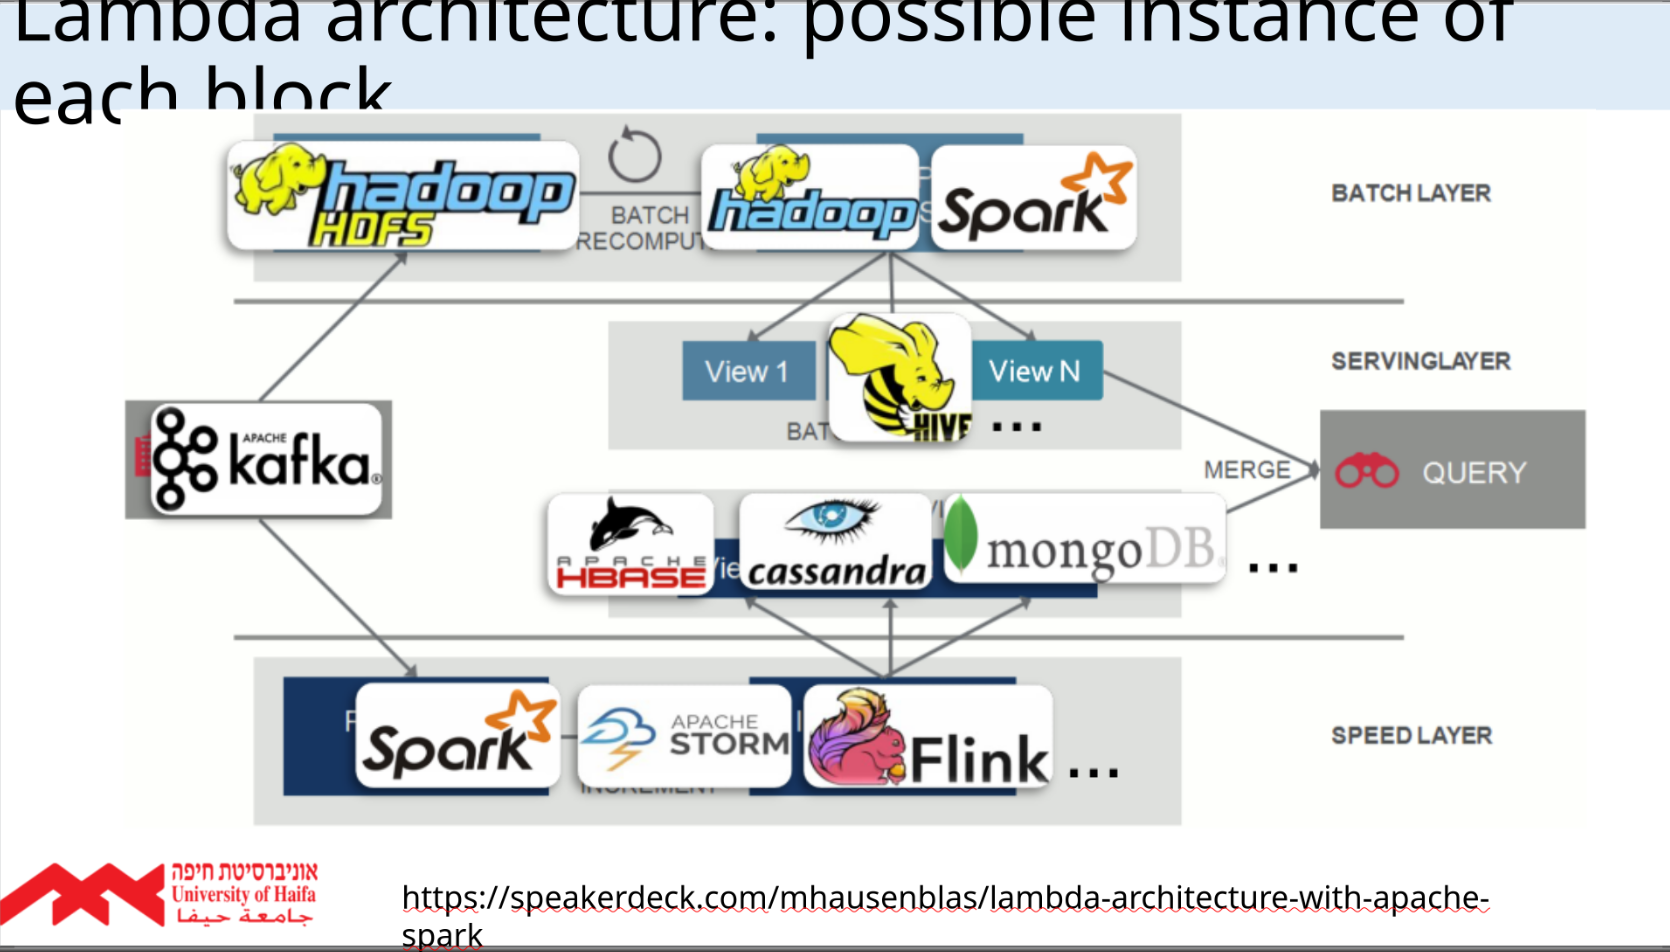 Lambda architecture: possible instance of
each block
hadoop
HDFS
BATCH
RECOMPUT
hadoop
Spark
BATCH LAYER
View 1
HIVE
View N
...
BAT
SERVINGLAYER
APACHE
kafka®
MERGE
QUERY
APACHE
HBASE
cassandra
mongoDB
...
Spark
APACHE
STORM
Flink
...
INCREMENT
SPEED LAYER
אוניברסיטת חיפה
University of Haifa
جامعة حيفا
https://speakerdeck.com/mhausenblas/lambda-architecture-with-apache-
spark